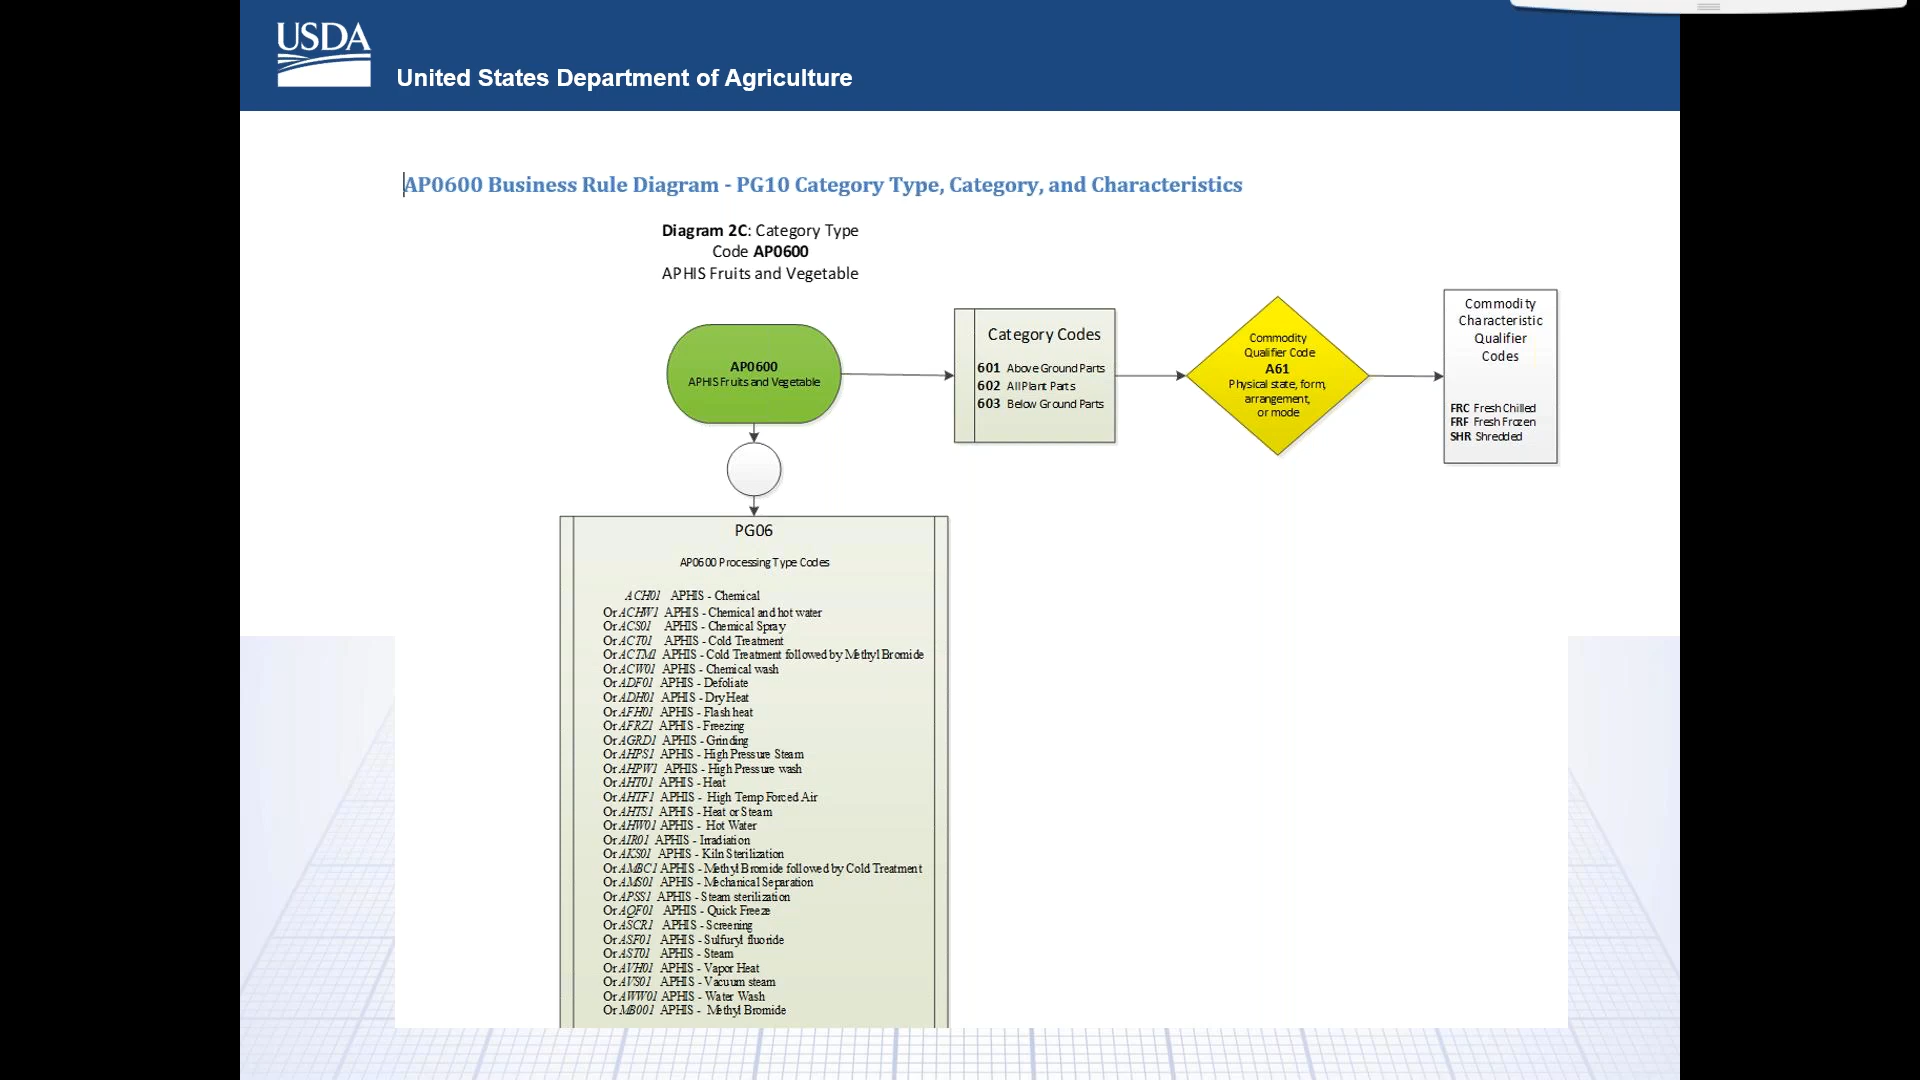 USDA
United States Department of Agriculture
AP0600 Business Rule Diagram - PG10 Category Type, Category, and Characteristics
Diagram 2C: Category Type
Code AP0600
APHIS Fruits and Vegetable
AP0600
APHIS Fruits and Vegetable
Category Codes
601 Above Ground Parts
602 All Plant Parts
603 Below Ground Parts
Commodity
Qualifier Code
A61
Physical state, form,
arrangement,
or mode
Commodity
Characteristic
Qualifier
Codes
FRC Fresh Chilled
FRF Fresh Frozen
SHR Shredded
PG06
AP0600 Processing Type Codes
ACH01 APHIS - Chemical
Or ACHW1 APHIS - Chemical and hot water
Or ACS01 APHIS - Chemical Spray
Or ACT01 APHIS - Cold Treatment
Or ACTM1 APHIS - Cold Treatment followed by Methyl Bromide
Or ACW01 APHIS - Chemical wash
Or ADF01 APHIS - Defoliate
Or ADH01 APHIS - Dry Heat
Or AFH01 APHIS - Flash heat
Or AFRZ1 APHIS - Freezing
Or AGRD1 APHIS - Grinding
Or AHPS1 APHIS - High Pressure Steam
Or AHPW1 APHIS - High Pressure wash
Or AHT01 APHIS - Heat
Or AHTF1 APHIS - High Temp Forced Air
Or AHTS1 APHIS - Heat or Steam
Or AHW01 APHIS - Hot Water
Or AIR01 APHIS - Irradiation
Or AKS01 APHIS - Kiln Sterilization
Or AMBC1 APHIS - Methyl Bromide followed by Cold Treatment
Or AMS01 APHIS - Mechanical Separation
Or APSS1 APHIS - Steam sterilization
Or AQF01 APHIS - Quick Freeze
Or ASCR1 APHIS - Screening
Or ASF01 APHIS - Sulfuryl fluoride
Or AST01 APHIS - Steam
Or AVH01 APHIS - Vapor Heat
Or AVS01 APHIS - Vacuum steam
Or AWW01 APHIS - Water Wash
Or MB001 APHIS - Methyl Bromide